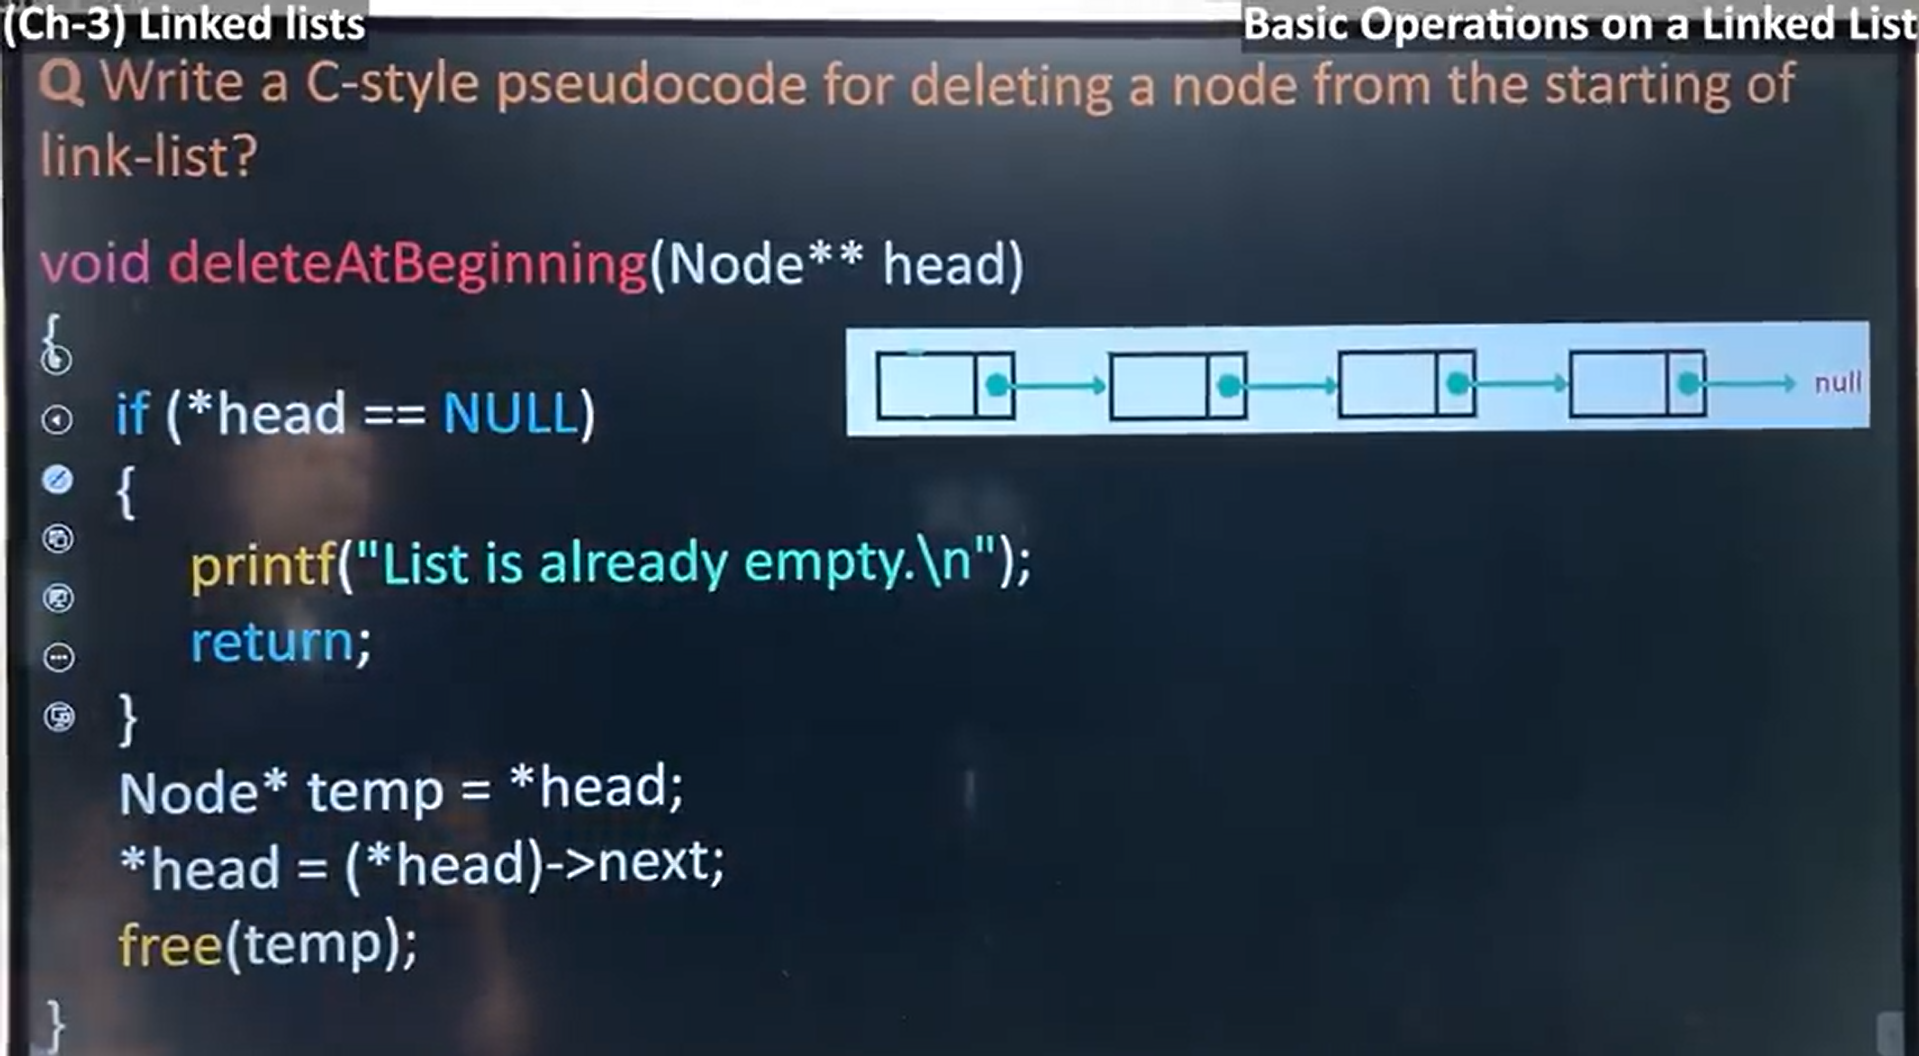 (Ch-3) Linked lists
Basic Operations on a Linked List
Q Write a C-style pseudocode for deleting a node from the starting of
link-list?
void deleteAtBeginning(Node** head)
{
if (*head == NULL)
null
{
printf("List is already empty.\n");
return;
}
Node* temp = *head;
*head = (*head)->next;
free(temp);
}